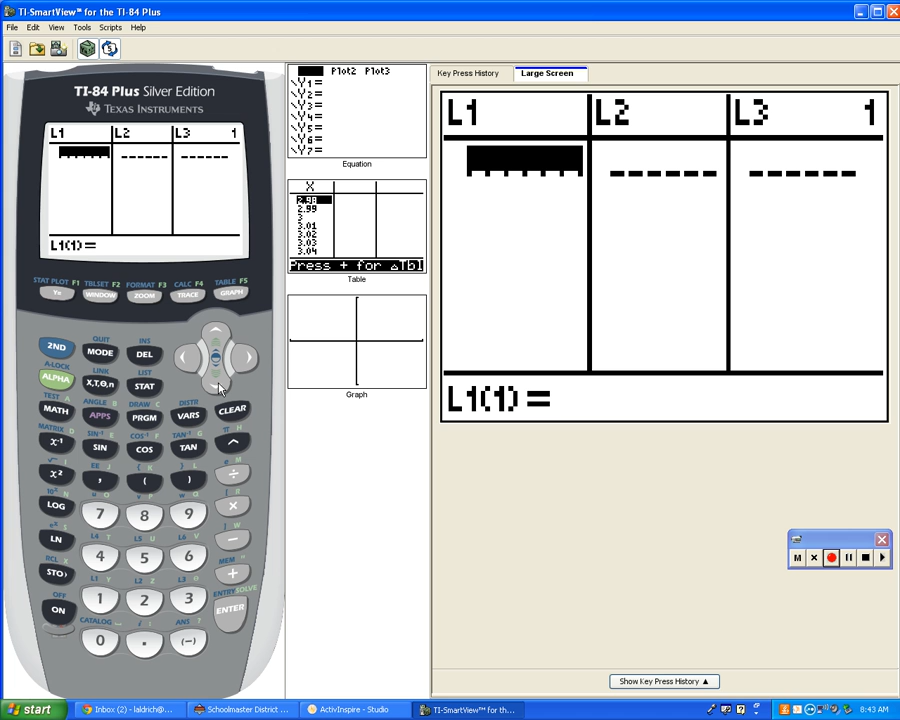 TI-SmartView™ for the TI-84 Plus
File Edit View Tools Scripts Help
TI-84 Plus Silver Edition
TEXAS INSTRUMENTS
L1 L2 L3 1
L1(1)=
STAT PLOT F1 TBLSET F2 FORMAT F3 CALC F4 TABLE F5
Y= WINDOW ZOOM TRACE GRAPH
QUIT INS
2ND MODE DEL
A-LOCK LINK LIST
ALPHA X,T,Θ,n STAT
TEST A ANGLE B DRAW C DISTR
MATH APPS PRGM VARS CLEAR
MATRIX D SIN⁻¹ E COS⁻¹ F TAN⁻¹ G π H
x⁻¹ SIN COS TAN ^
√ I EE J { K } L e M
x² , ( ) ÷
10ˣ N u O v P w Q [ R
LOG 7 8 9 ×
eˣ S L4 T L5 U L6 V ] W
LN 4 5 6 −
RCL X L1 Y L2 Z L3 θ MEM "
STO› 1 2 3 +
OFF CATALOG i : ANS ? ENTRY SOLVE
ON 0 . (−) ENTER
Plot2 Plot3
\Y1=
\Y2=
\Y3=
\Y4=
\Y5=
\Y6=
\Y7=
Equation
X
2.98
2.99
3
3.01
3.02
3.03
3.04
Press + for △Tbl
Table
Graph
Key Press History Large Screen
L1 L2 L3 1
L1(1)=
M
Show Key Press History ▲
start Inbox (2) - laldrich@... Schoolmaster District ... ActivInspire - Studio TI-SmartView™ for th... 8:43 AM